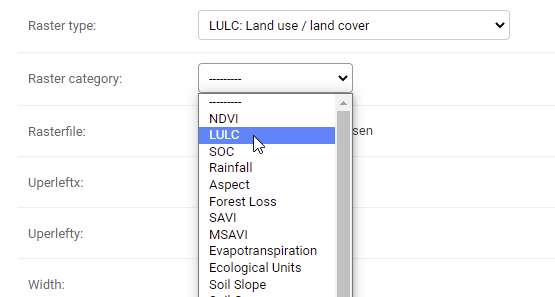 Raster type: LULC: Land use / land cover
Raster category: ---------
---------
NDVI
Rasterfile: LULC sen
SOC
Rainfall
Uperleftx: Aspect
Forest Loss
SAVI
Uperlefty: MSAVI
Evapotranspiration
Ecological Units
Width: Soil Slope